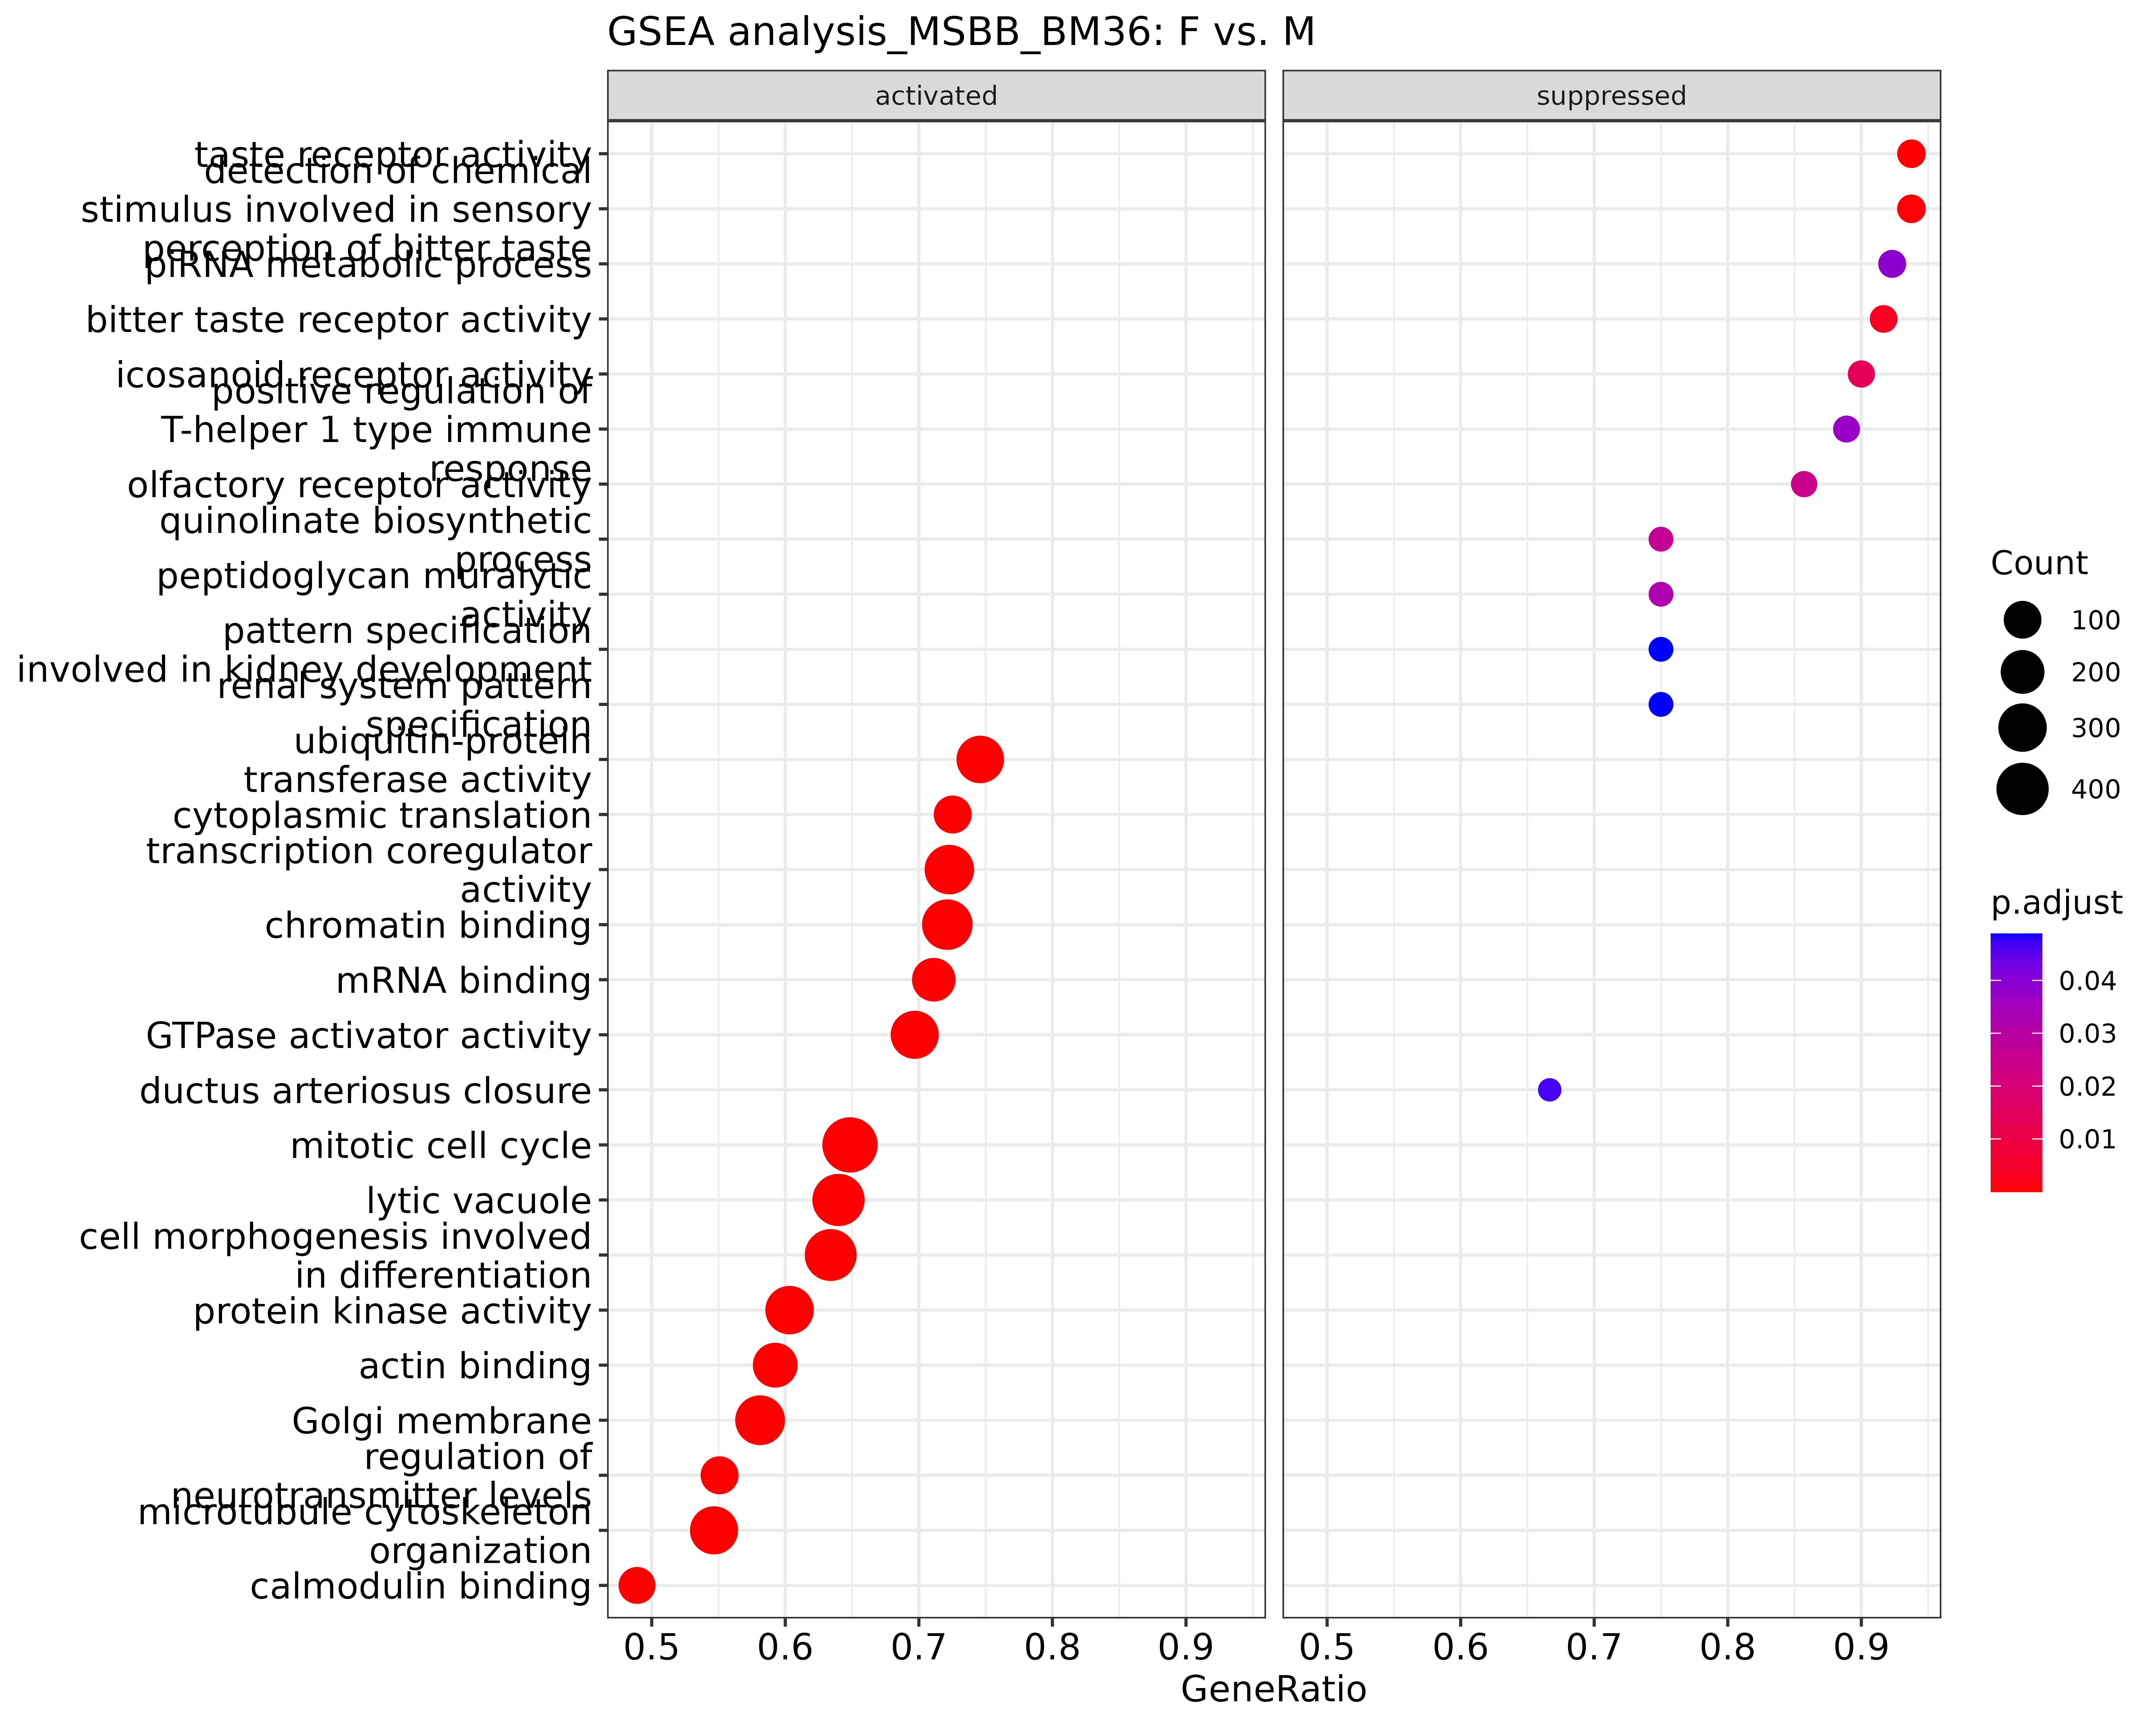 GSEA analysis_MSBB_BM36: F vs. M
activated
suppressed
taste receptor activity
detection of chemical
stimulus involved in sensory
perception of bitter taste
piRNA metabolic process
bitter taste receptor activity
icosanoid receptor activity
positive regulation of
T-helper 1 type immune
response
olfactory receptor activity
quinolinate biosynthetic
process
peptidoglycan muralytic
activity
pattern specification
involved in kidney development
renal system pattern
specification
ubiquitin-protein
transferase activity
cytoplasmic translation
transcription coregulator
activity
chromatin binding
mRNA binding
GTPase activator activity
ductus arteriosus closure
mitotic cell cycle
lytic vacuole
cell morphogenesis involved
in differentiation
protein kinase activity
actin binding
Golgi membrane
regulation of
neurotransmitter levels
microtubule cytoskeleton
organization
calmodulin binding
0.5 0.6 0.7 0.8 0.9
0.5 0.6 0.7 0.8 0.9
GeneRatio
Count
100
200
300
400
p.adjust
0.04
0.03
0.02
0.01